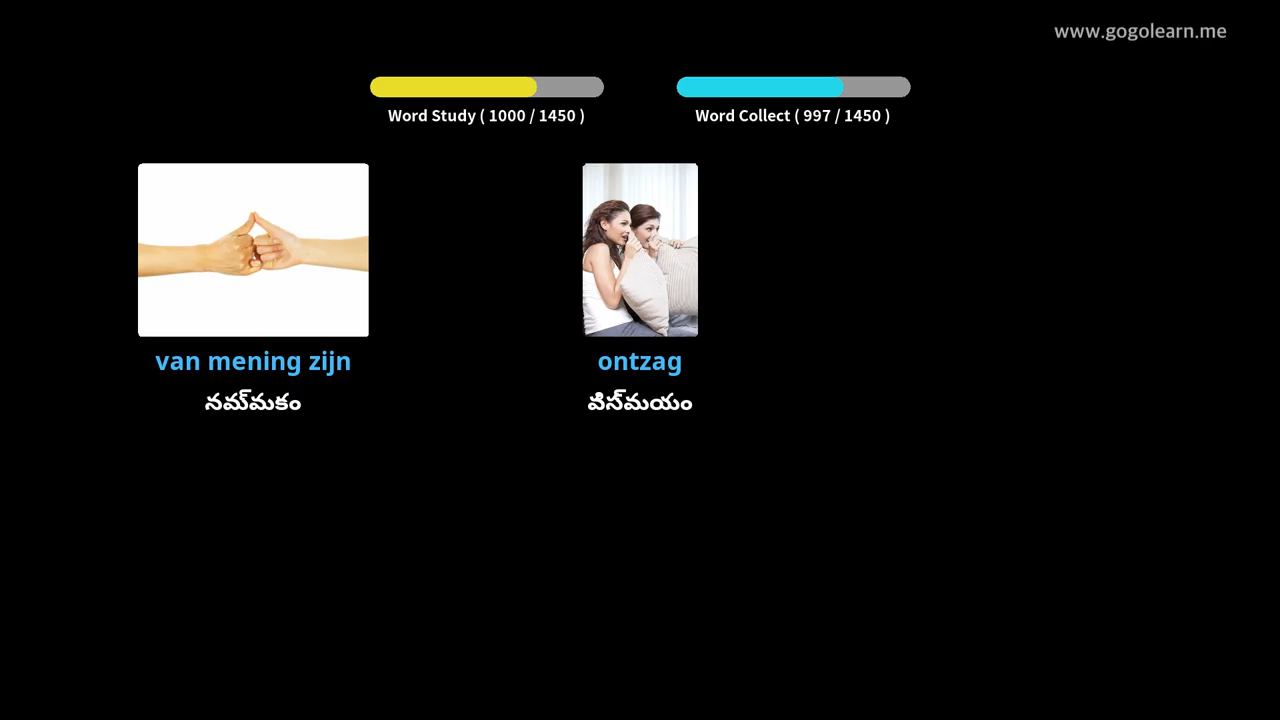 www.gogolearn.me
Word Study ( 1000 / 1450 )
Word Collect ( 997 / 1450 )
van mening zijn
నమ్మకం
ontzag
విస్మయం